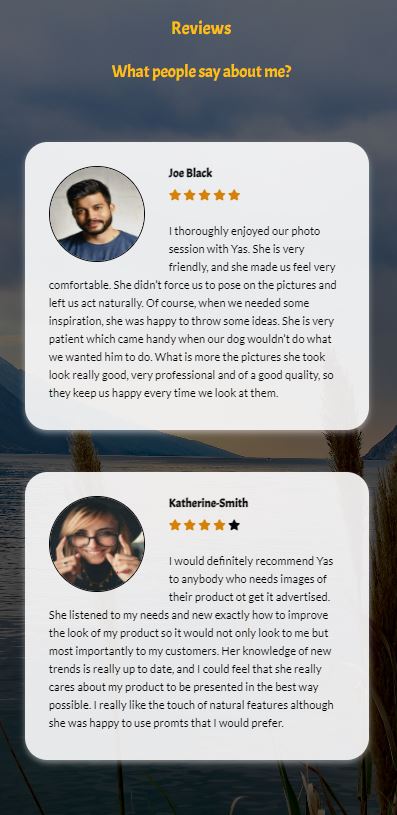 Reviews
What people say about me?
Joe Black
I thoroughly enjoyed our photo
session with Yas. She is very
friendly, and she made us feel very
comfortable. She didn't force us to pose on the pictures and
left us act naturally. Of course, when we needed some
inspiration, she was happy to throw some ideas. She is very
patient which came handy when our dog wouldn't do what
we wanted him to do. What is more the pictures she took
look really good, very professional and of a good quality, so
they keep us happy every time we look at them.
Katherine-Smith
I would definitely recommend Yas
to anybody who needs images of
their product ot get it advertised.
She listened to my needs and new exactly how to improve
the look of my product so it would not only look to me but
most importantly to my customers. Her knowledge of new
trends is really up to date, and I could feel that she really
cares about my product to be presented in the best way
possible. I really like the touch of natural features although
she was happy to use promts that I would prefer.